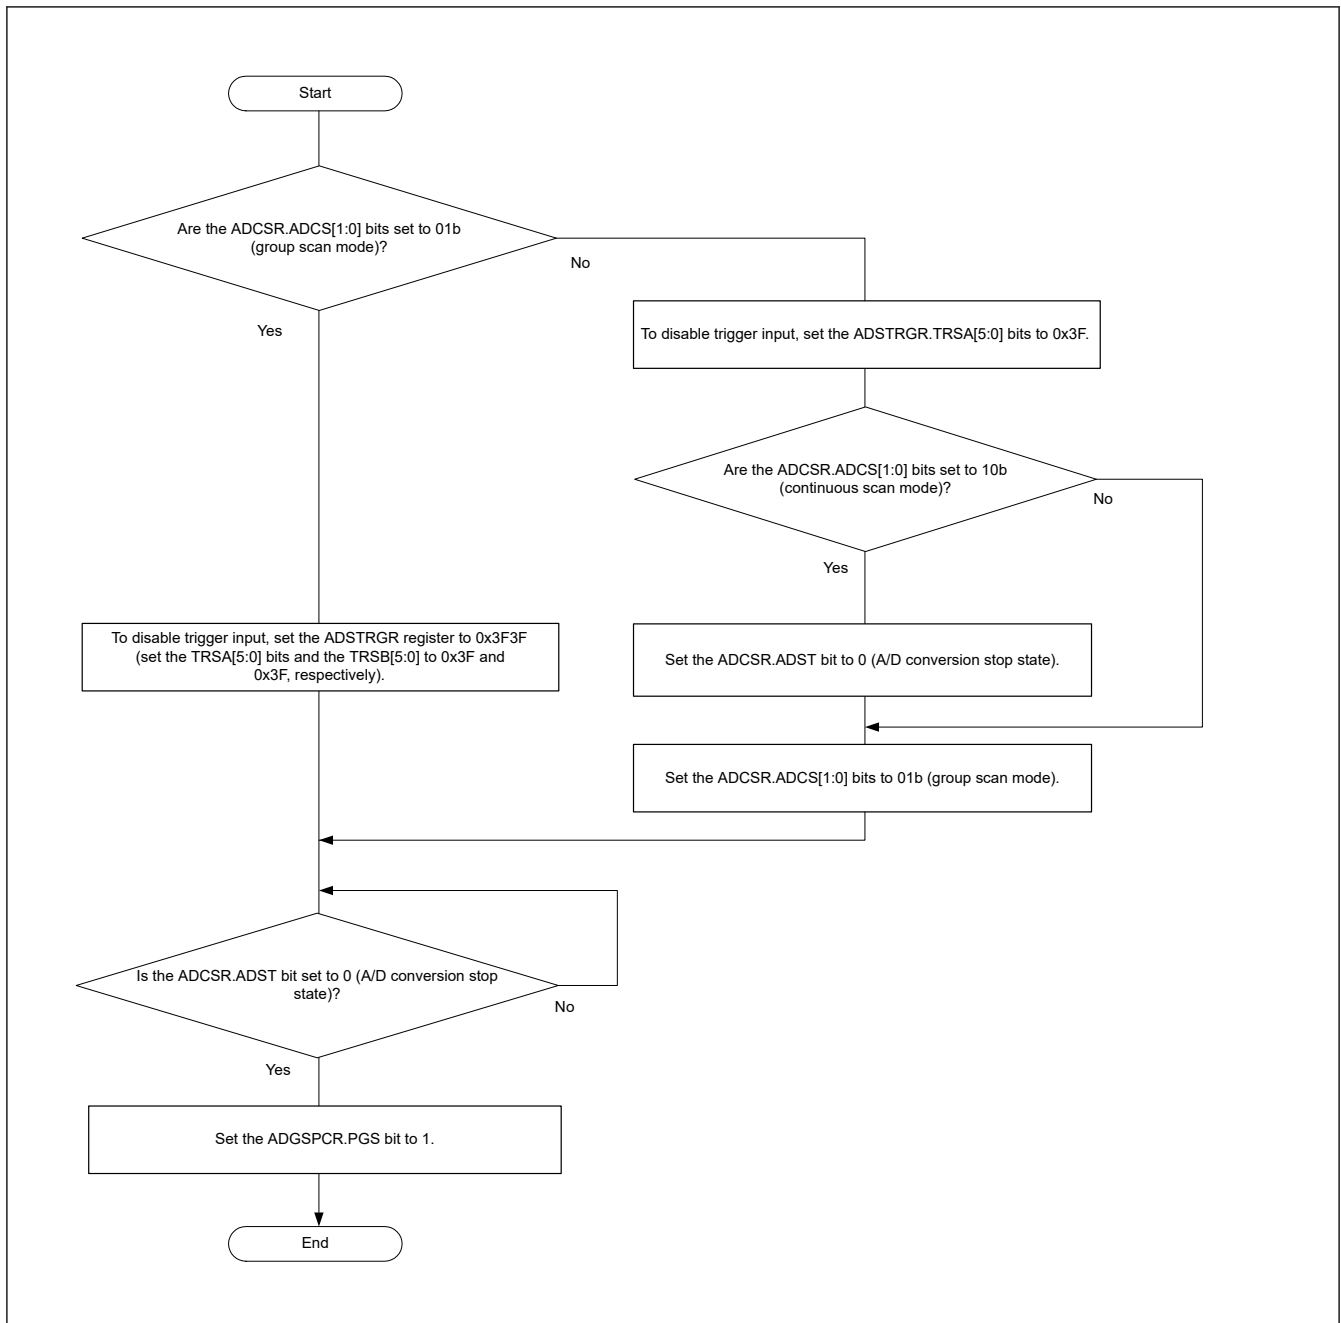 Start
Are the ADCSR.ADCS[1:0] bits set to 01b
(group scan mode)?
No
Yes
To disable trigger input, set the ADSTRGR.TRSA[5:0] bits to 0x3F.
Are the ADCSR.ADCS[1:0] bits set to 10b
(continuous scan mode)?
No
Yes
To disable trigger input, set the ADSTRGR register to 0x3F3F
(set the TRSA[5:0] bits and the TRSB[5:0] to 0x3F and
0x3F, respectively).
Set the ADCSR.ADST bit to 0 (A/D conversion stop state).
Set the ADCSR.ADCS[1:0] bits to 01b (group scan mode).
Is the ADCSR.ADST bit set to 0 (A/D conversion stop
state)?
No
Yes
Set the ADGSPCR.PGS bit to 1.
End